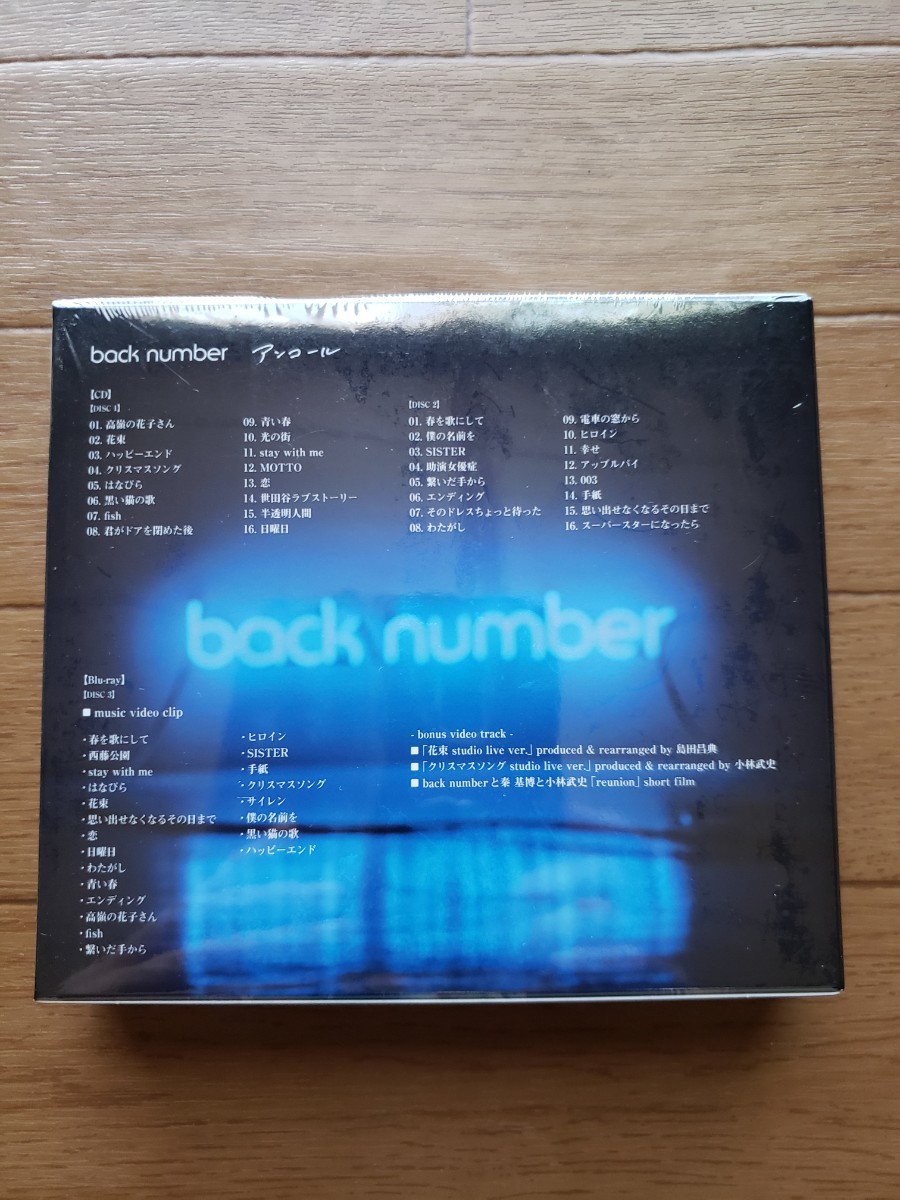 back number アンコール
【CD】
【DISC 1】
01. 高嶺の花子さん
02. 花束
03. ハッピーエンド
04. クリスマスソング
05. はなびら
06. 黒い猫の歌
07. fish
08. 君がドアを閉めた後
09. 青い春
10. 光の街
11. stay with me
12. MOTTO
13. 恋
14. 世田谷ラブストーリー
15. 半透明人間
16. 日曜日
【DISC 2】
01. 春を歌にして
02. 僕の名前を
03. SISTER
04. 助演女優症
05. 繋いだ手から
06. エンディング
07. そのドレスちょっと待った
08. わたがし
09. 電車の窓から
10. ヒロイン
11. 幸せ
12. アップルパイ
13. 003
14. 手紙
15. 思い出せなくなるその日まで
16. スーパースターになったら
back number
【Blu-ray】
【DISC 3】
■ music video clip
・春を歌にして
・西藤公園
・stay with me
・はなびら
・花束
・思い出せなくなるその日まで
・恋
・日曜日
・わたがし
・青い春
・エンディング
・高嶺の花子さん
・fish
・繋いだ手から
・ヒロイン
・SISTER
・手紙
・クリスマスソング
・サイレン
・僕の名前を
・黒い猫の歌
・ハッピーエンド
- bonus video track -
■「花束 studio live ver.」produced & rearranged by 島田昌典
■「クリスマスソング studio live ver.」produced & rearranged by 小林武史
■ back numberと秦 基博と小林武史「reunion」short film